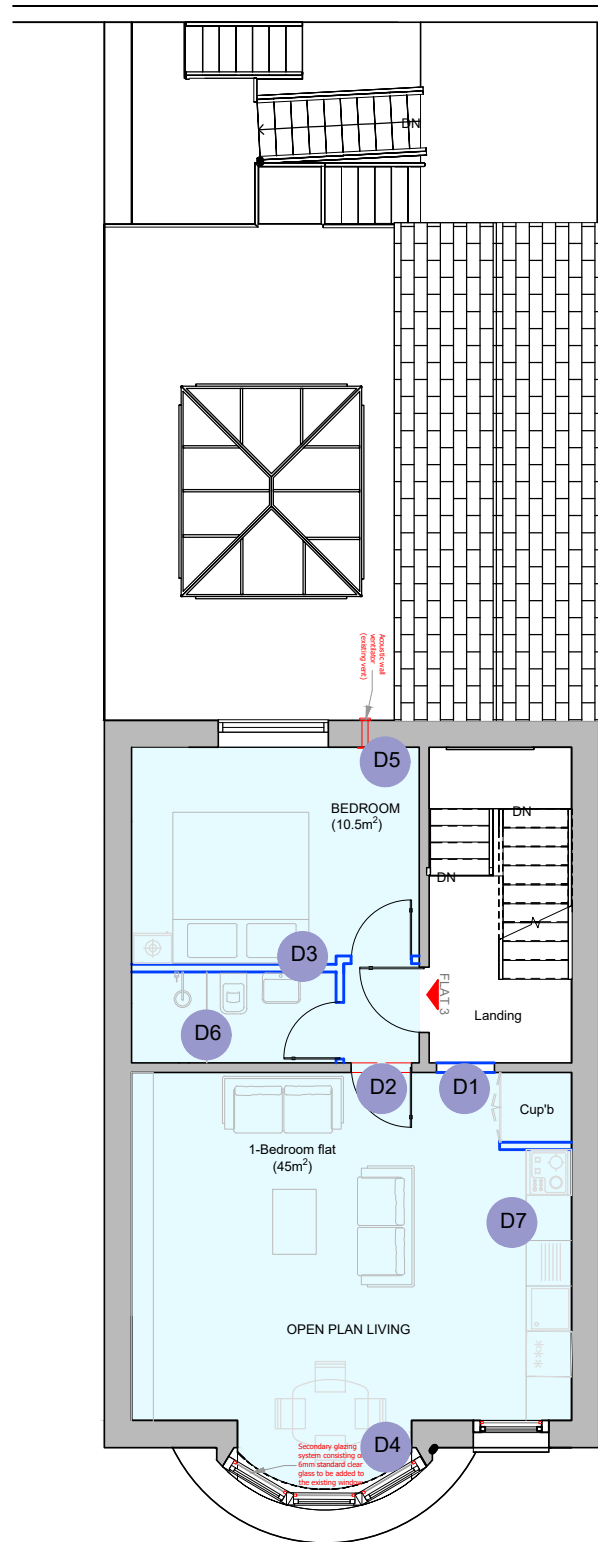 DN
Acoustic wall
ventilator
(existing vent)
D5
BEDROOM
(10.5m²)
DN
DN
D3
FLAT 3
Landing
D6
D2
D1
Cup'b
1-Bedroom flat
(45m²)
D7
OPEN PLAN LIVING
D4
Secondary glazing
system consisting o
6mm standard clear
glass to be added to
the existing window